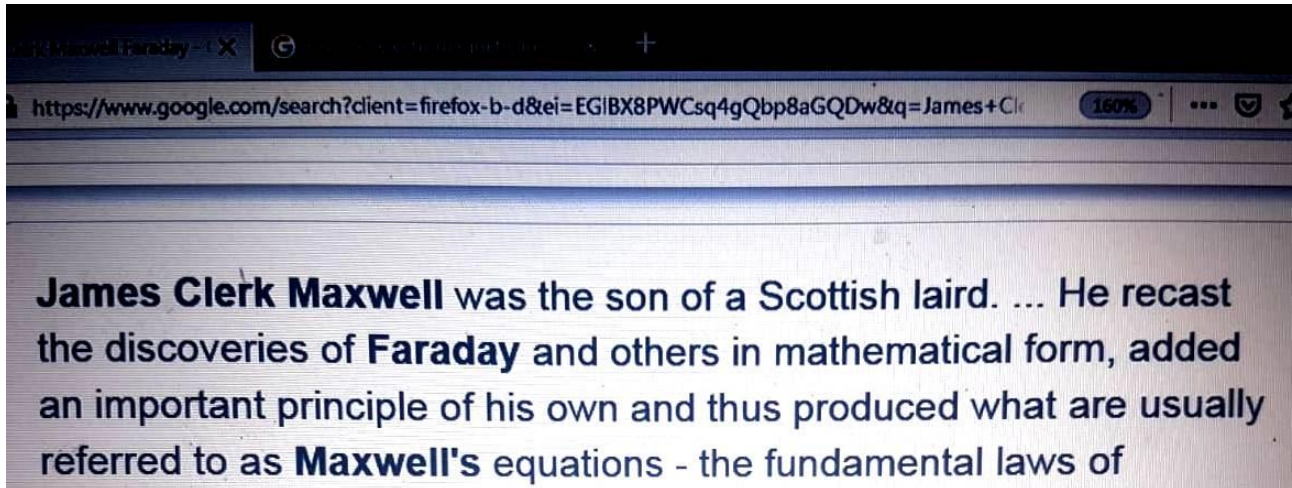 Maxwell Faraday -
https://www.google.com/search?client=firefox-b-d&ei=EGIBX8PWCsq4gQbp8aGQDw&q=James+Cl
160%
James Clerk Maxwell was the son of a Scottish laird. ... He recast
the discoveries of Faraday and others in mathematical form, added
an important principle of his own and thus produced what are usually
referred to as Maxwell's equations - the fundamental laws of